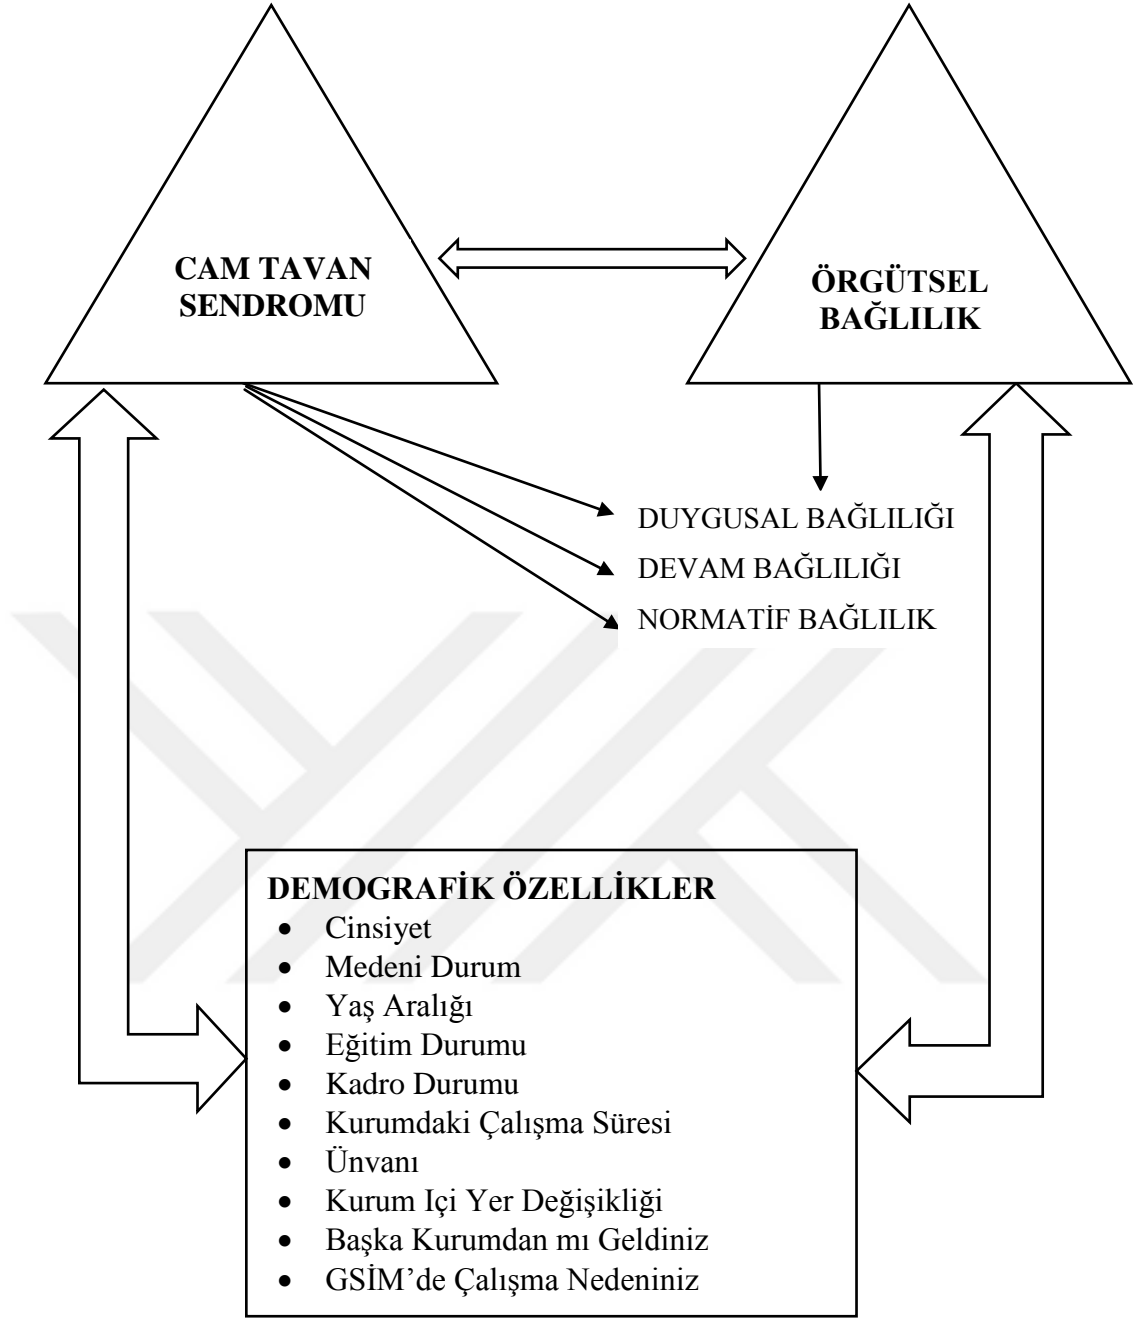 CAM TAVAN
SENDROMU
ÖRGÜTSEL
BAĞLILIK
DUYGUSAL BAĞLILIĞI
DEVAM BAĞLILIĞI
NORMATİF BAĞLILIK
DEMOGRAFİK ÖZELLİKLER
• Cinsiyet
• Medeni Durum
• Yaş Aralığı
• Eğitim Durumu
• Kadro Durumu
• Kurumdaki Çalışma Süresi
• Ünvanı
• Kurum Içi Yer Değişikliği
• Başka Kurumdan mı Geldiniz
• GSİM’de Çalışma Nedeniniz